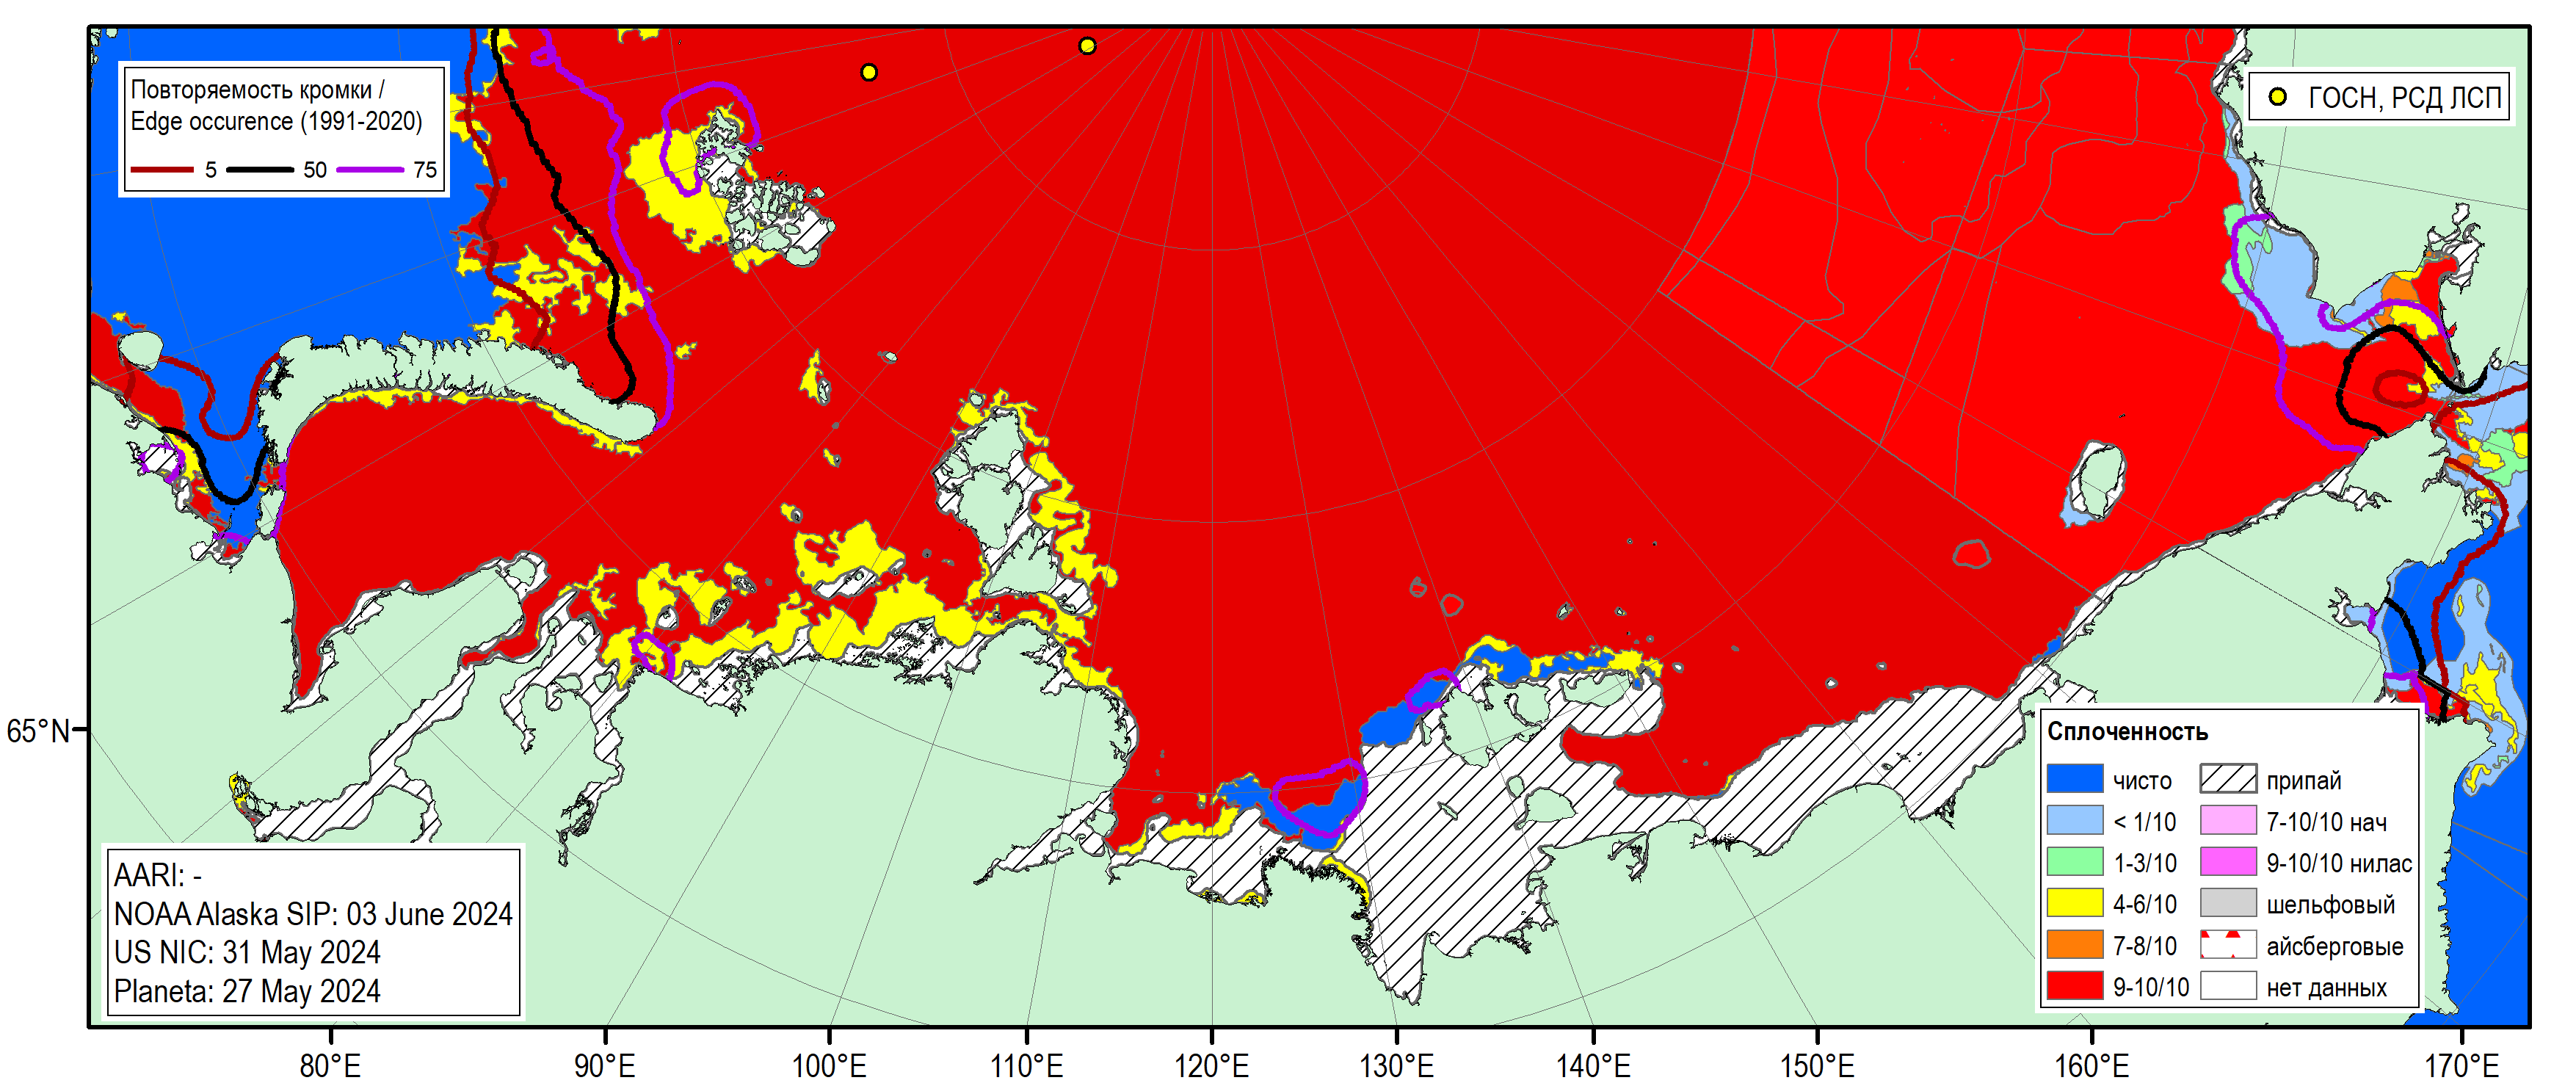 Повторяемость кромки /
Edge occurence (1991-2020)
5 50 75
ГОСН, РСД ЛСП
65°N
Сплоченность
чисто припай
< 1/10 7-10/10 нач
1-3/10 9-10/10 нилас
4-6/10 шельфовый
7-8/10 айсберговые
9-10/10 нет данных
AARI: -
NOAA Alaska SIP: 03 June 2024
US NIC: 31 May 2024
Planeta: 27 May 2024
80°E 90°E 100°E 110°E 120°E 130°E 140°E 150°E 160°E 170°E